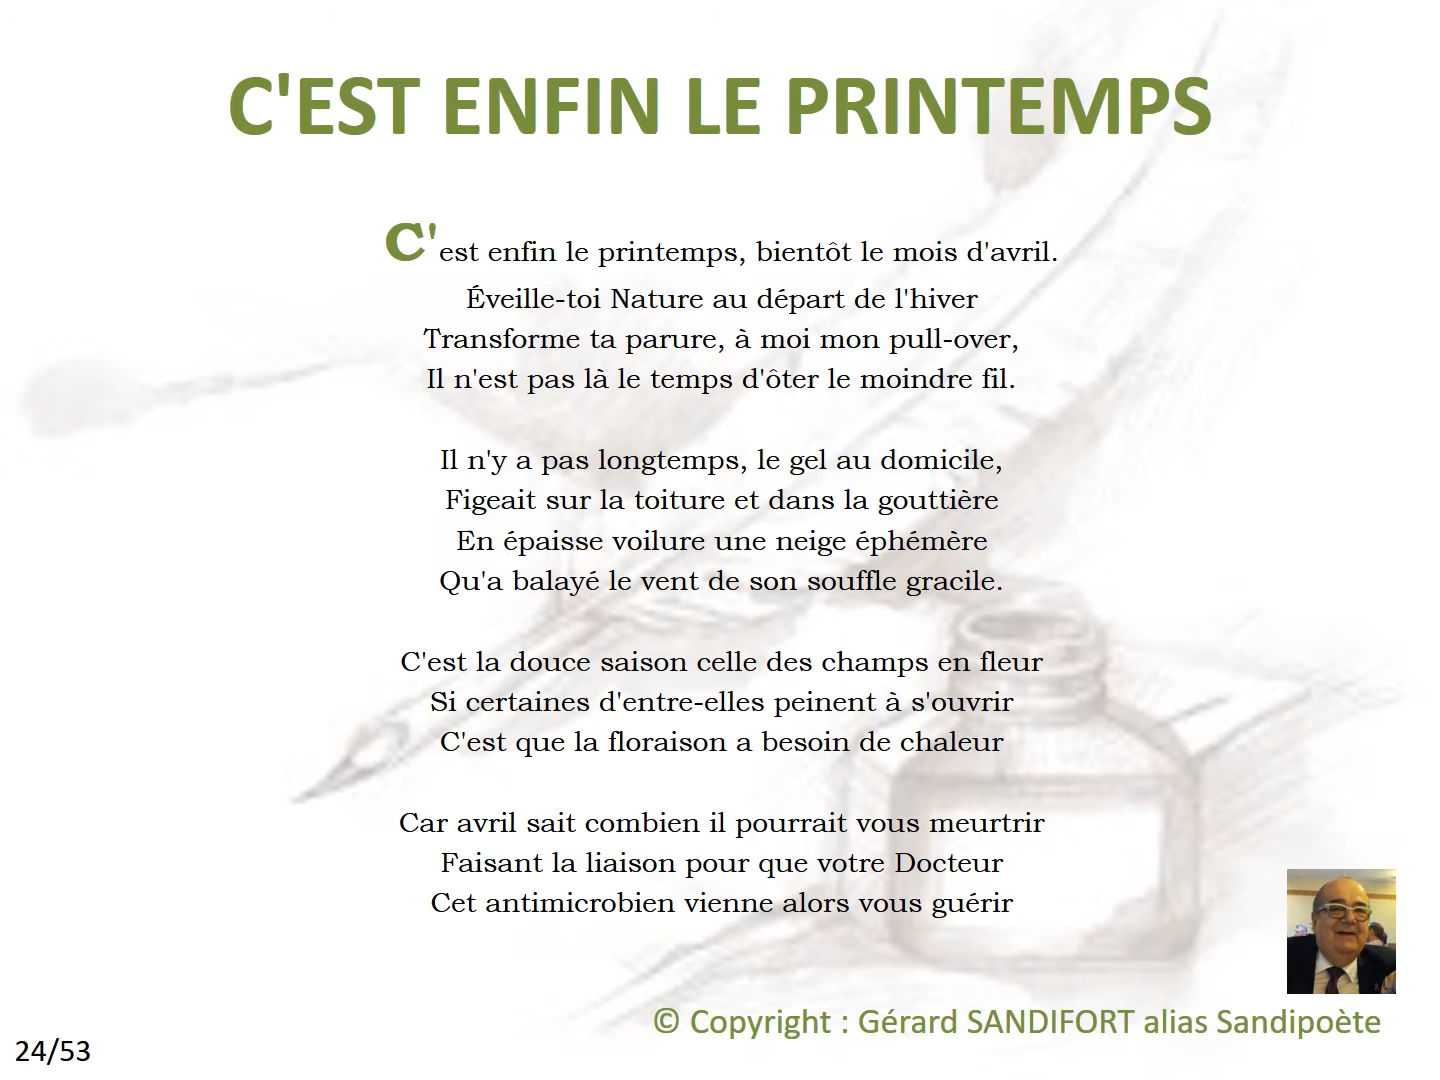 C'EST ENFIN LE PRINTEMPS
C'est enfin le printemps, bientôt le mois d'avril.
Éveille-toi Nature au départ de l'hiver
Transforme ta parure, à moi mon pull-over,
Il n'est pas là le temps d'ôter le moindre fil.
Il n'y a pas longtemps, le gel au domicile,
Figeait sur la toiture et dans la gouttière
En épaisse voilure une neige éphémère
Qu'a balayé le vent de son souffle gracile.
C'est la douce saison celle des champs en fleur
Si certaines d'entre-elles peinent à s'ouvrir
C'est que la floraison a besoin de chaleur
Car avril sait combien il pourrait vous meurtrir
Faisant la liaison pour que votre Docteur
Cet antimicrobien vienne alors vous guérir
© Copyright : Gérard SANDIFORT alias Sandipoète
24/53